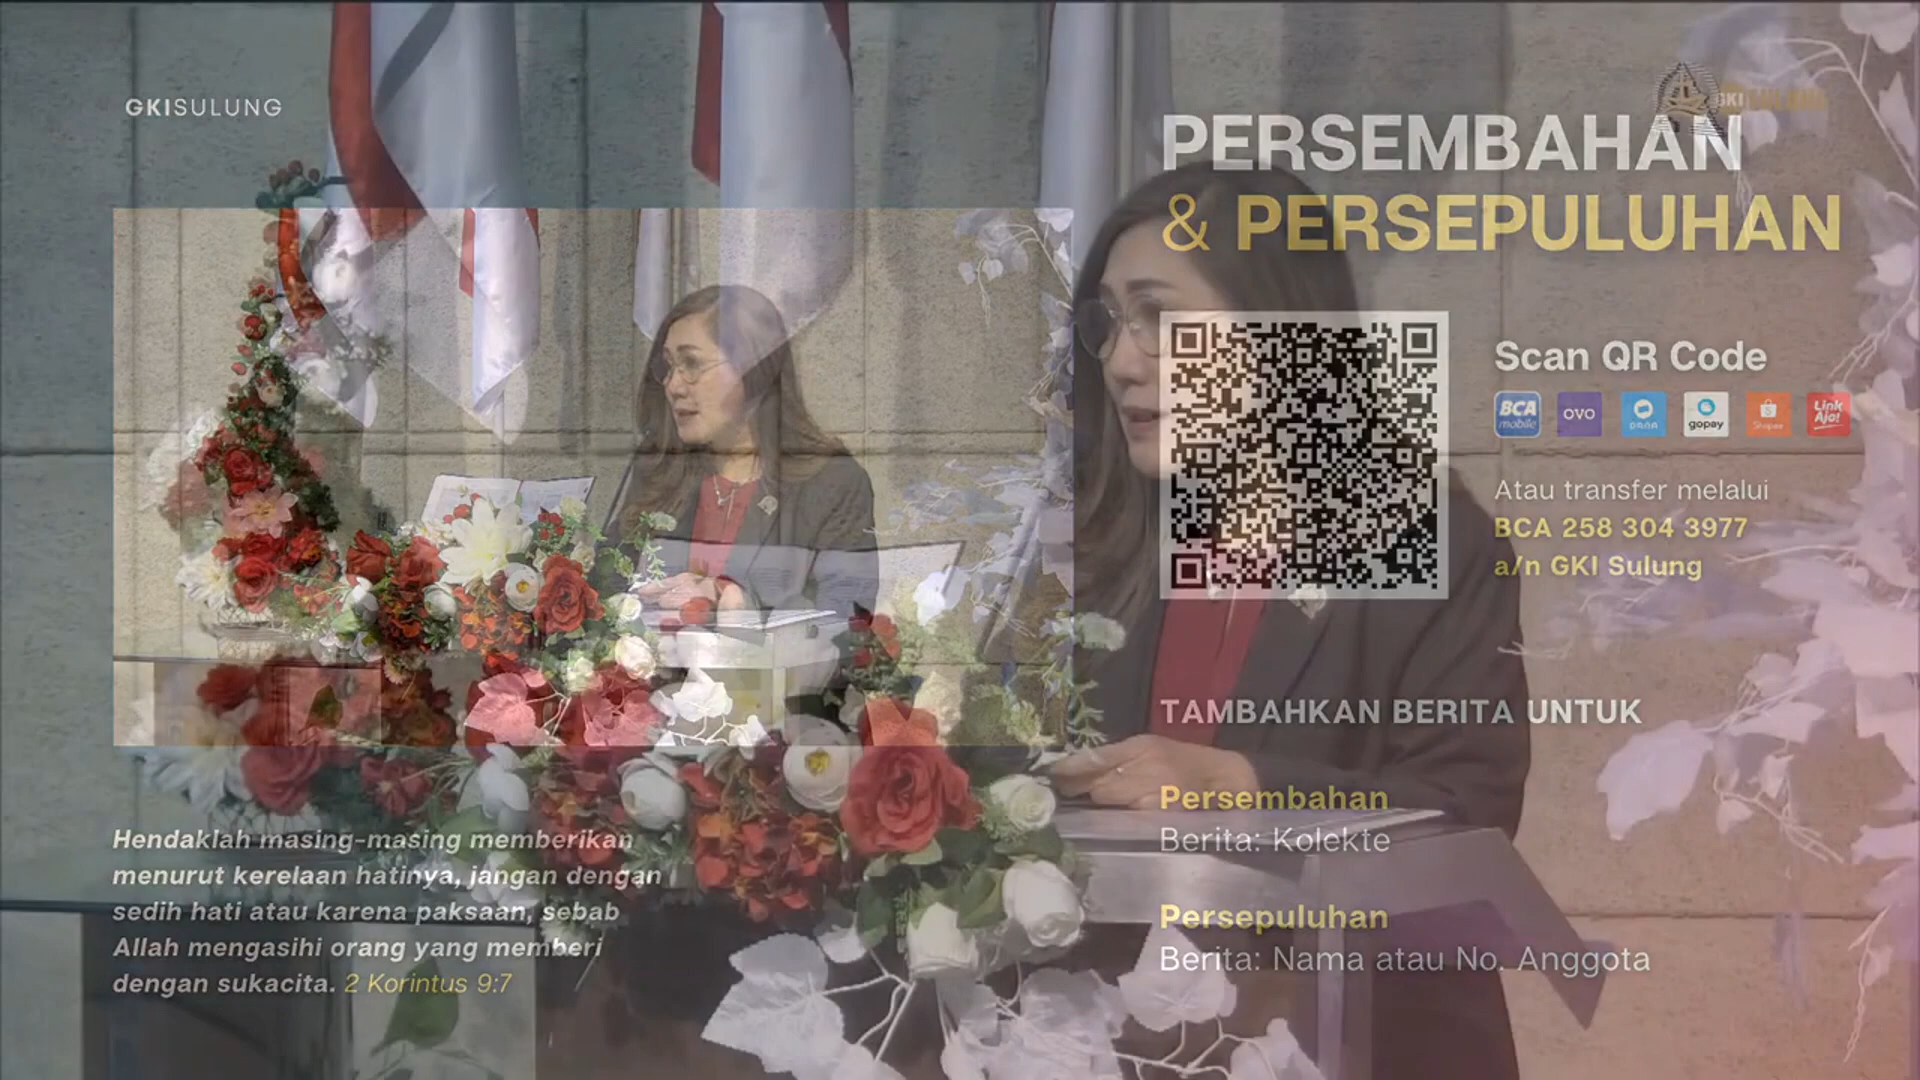 GKISULUNG
GKI
PERSEMBAHAN
& PERSEPULUHAN
Scan QR Code
BCA mobile
OVO
DANA
gopay
Shopee
Link Aja!
Atau transfer melalui
BCA 258 304 3977
a/n GKI Sulung
TAMBAHKAN BERITA UNTUK
Persembahan
Berita: Kolekte
Persepuluhan
Berita: Nama atau No. Anggota
Hendaklah masing-masing memberikan
menurut kerelaan hatinya, jangan dengan
sedih hati atau karena paksaan, sebab
Allah mengasihi orang yang memberi
dengan sukacita. 2 Korintus 9:7